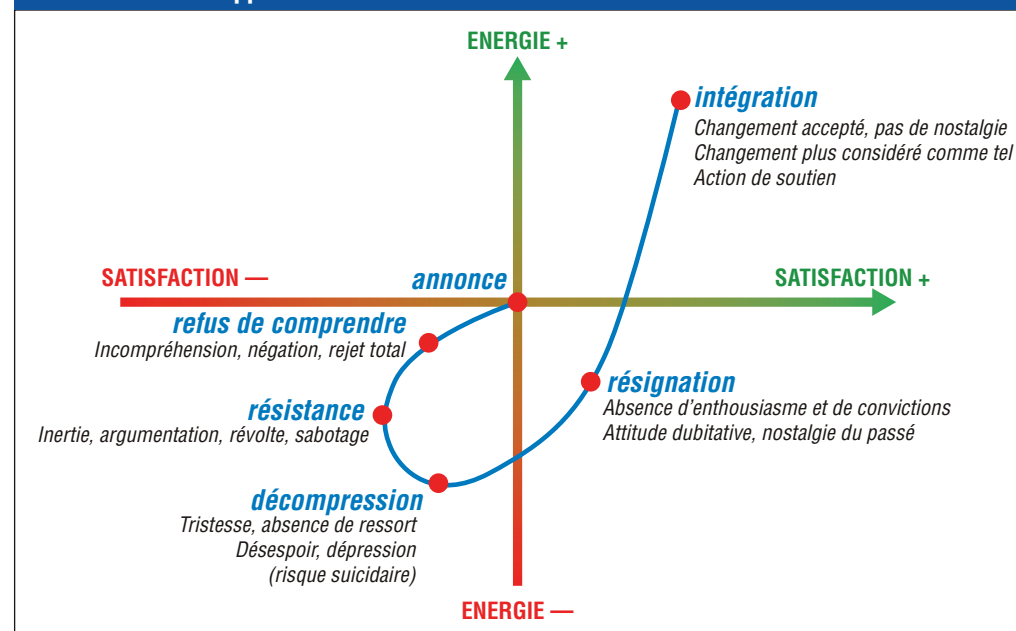 ENERGIE +
intégration
Changement accepté, pas de nostalgie
Changement plus considéré comme tel
Action de soutien
SATISFACTION —
annonce
SATISFACTION +
refus de comprendre
Incompréhension, négation, rejet total
résignation
Absence d’enthousiasme et de convictions
Attitude dubitative, nostalgie du passé
résistance
Inertie, argumentation, révolte, sabotage
décompression
Tristesse, absence de ressort
Désespoir, dépression
(risque suicidaire)
ENERGIE —